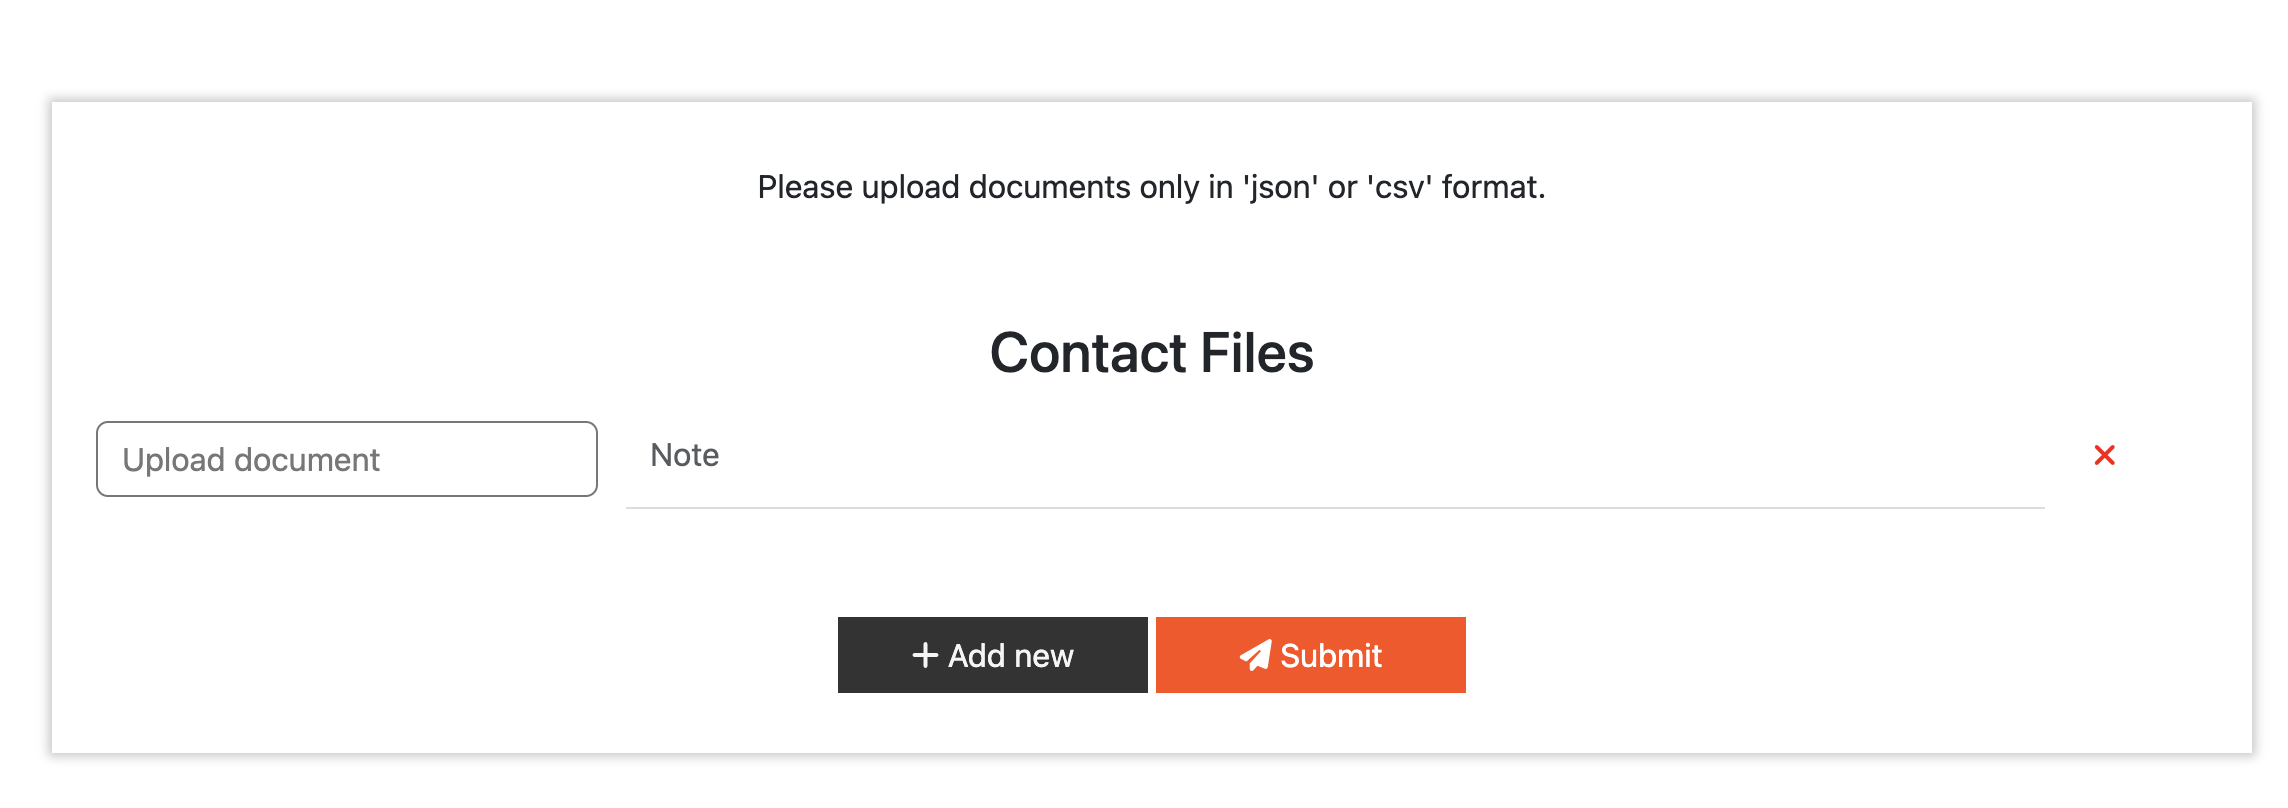 Please upload documents only in 'json' or 'csv' format.
Contact Files
Upload document
Note
Add new
Submit